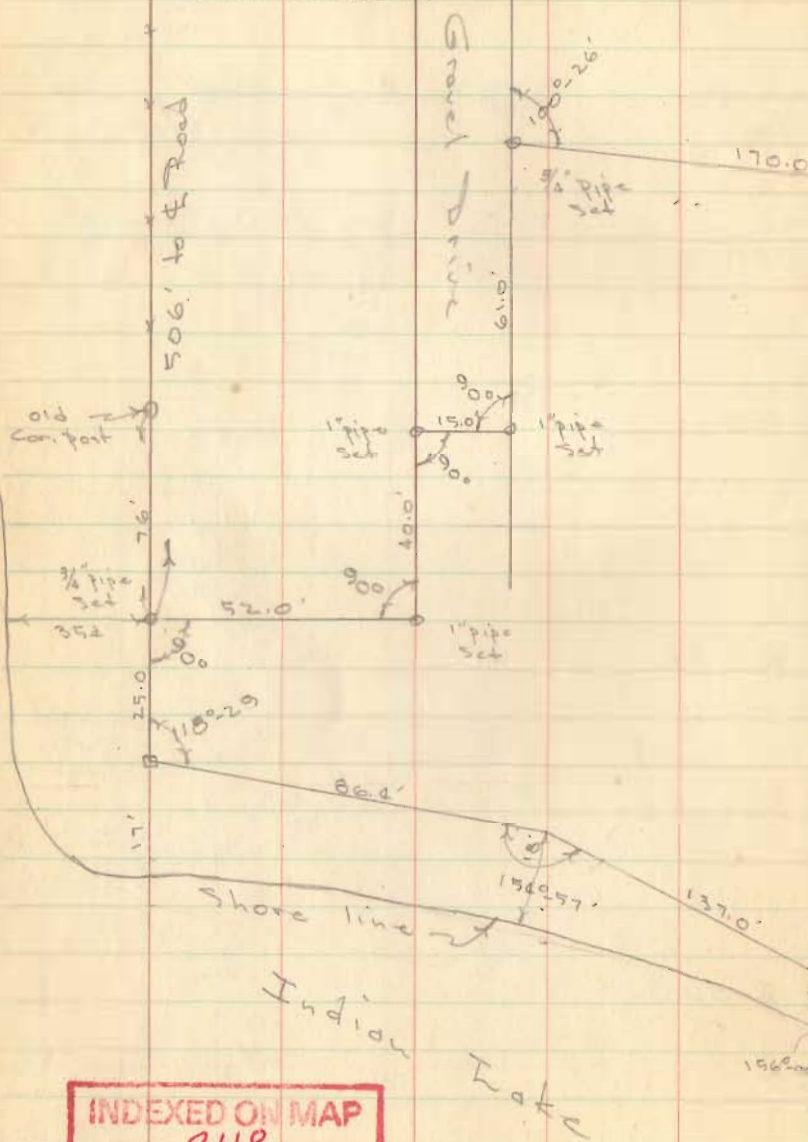 506' to ℄ Road
Gravel Drive
100°-26'
170.0
3/4" pipe
set
61.0'
old
Cor. post
90°
15.0'
1" pipe
set
1" pipe
set
90°
76'
40.0'
3/4" pipe
set
90°
52.0'
35±
1" pipe
set
90°
25.0
118°-29
86.4'
17'
18'
154°-57'
137.0'
Shore line
Indian Lake
INDEXED ON MAP